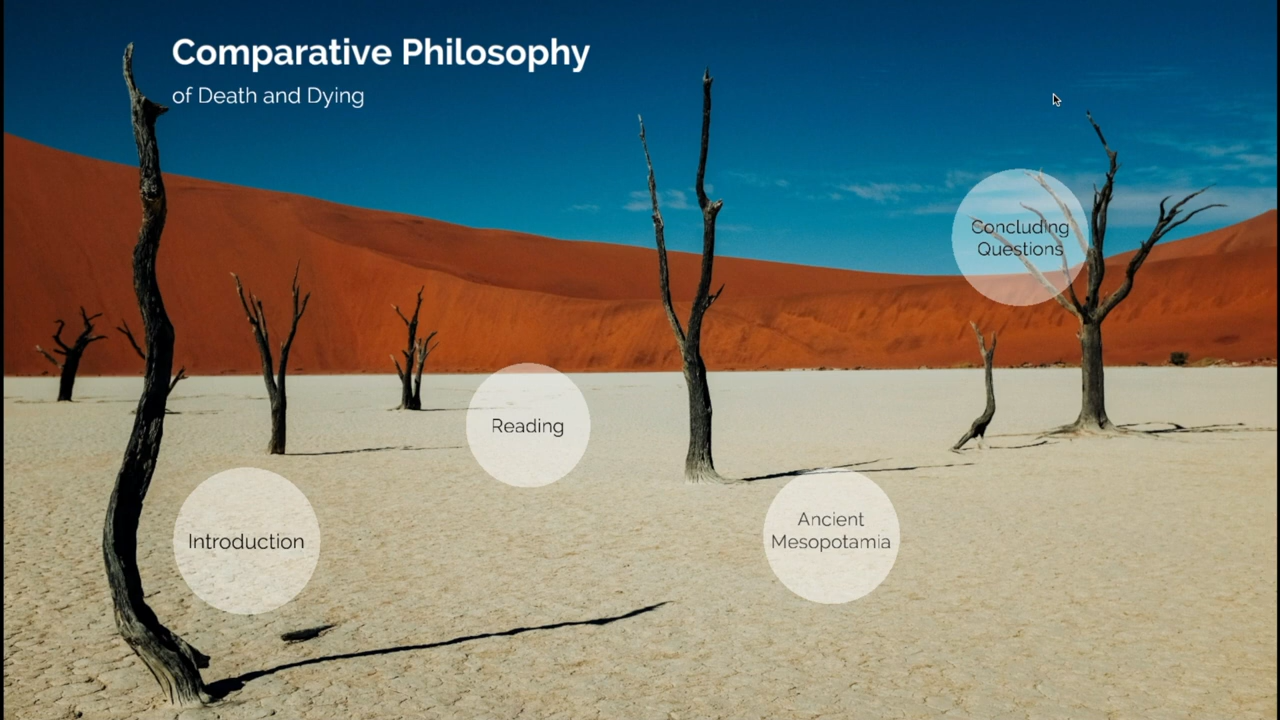 Comparative Philosophy
of Death and Dying
Concluding
Questions
Reading
Introduction
Ancient
Mesopotamia